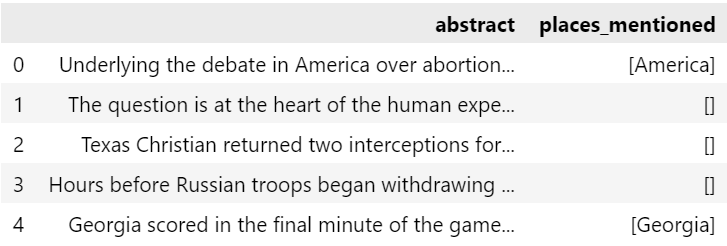 abstract places_mentioned
0 Underlying the debate in America over abortion... [America]
1 The question is at the heart of the human expe... []
2 Texas Christian returned two interceptions for... []
3 Hours before Russian troops began withdrawing ... []
4 Georgia scored in the final minute of the game... [Georgia]